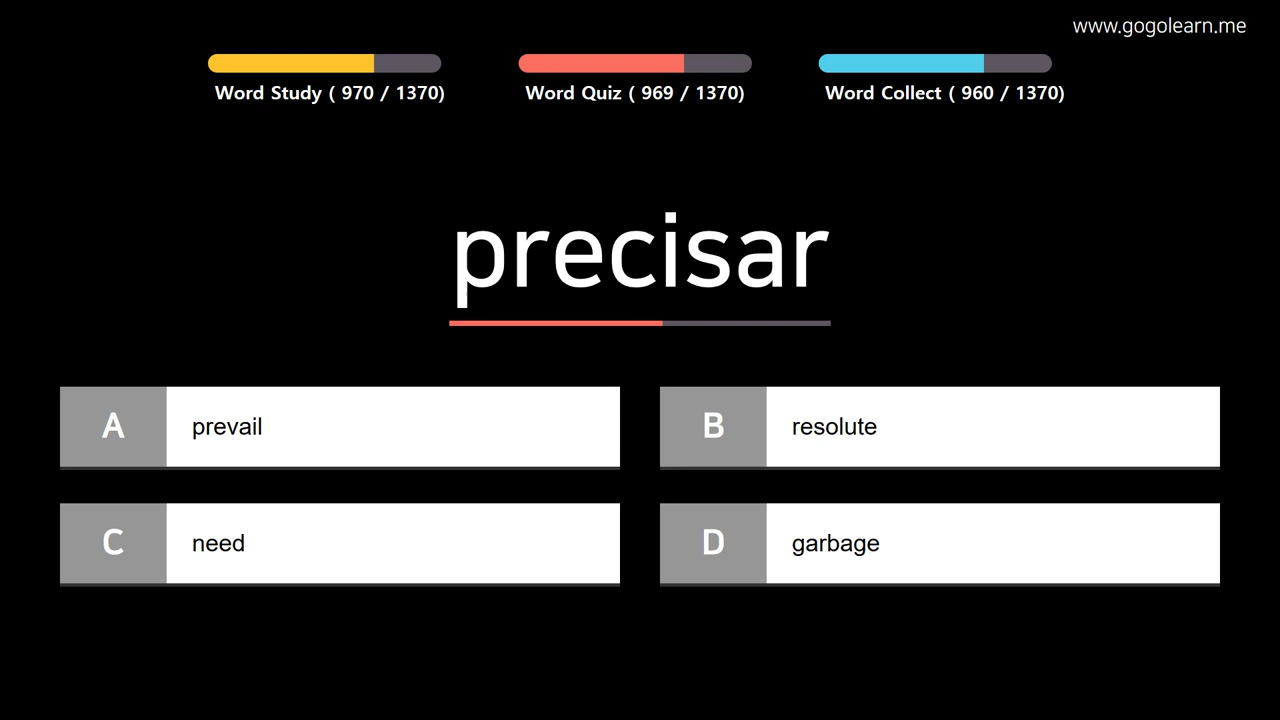 www.gogolearn.me
Word Study ( 970 / 1370)
Word Quiz ( 969 / 1370)
Word Collect ( 960 / 1370)
precisar
A prevail
B resolute
C need
D garbage